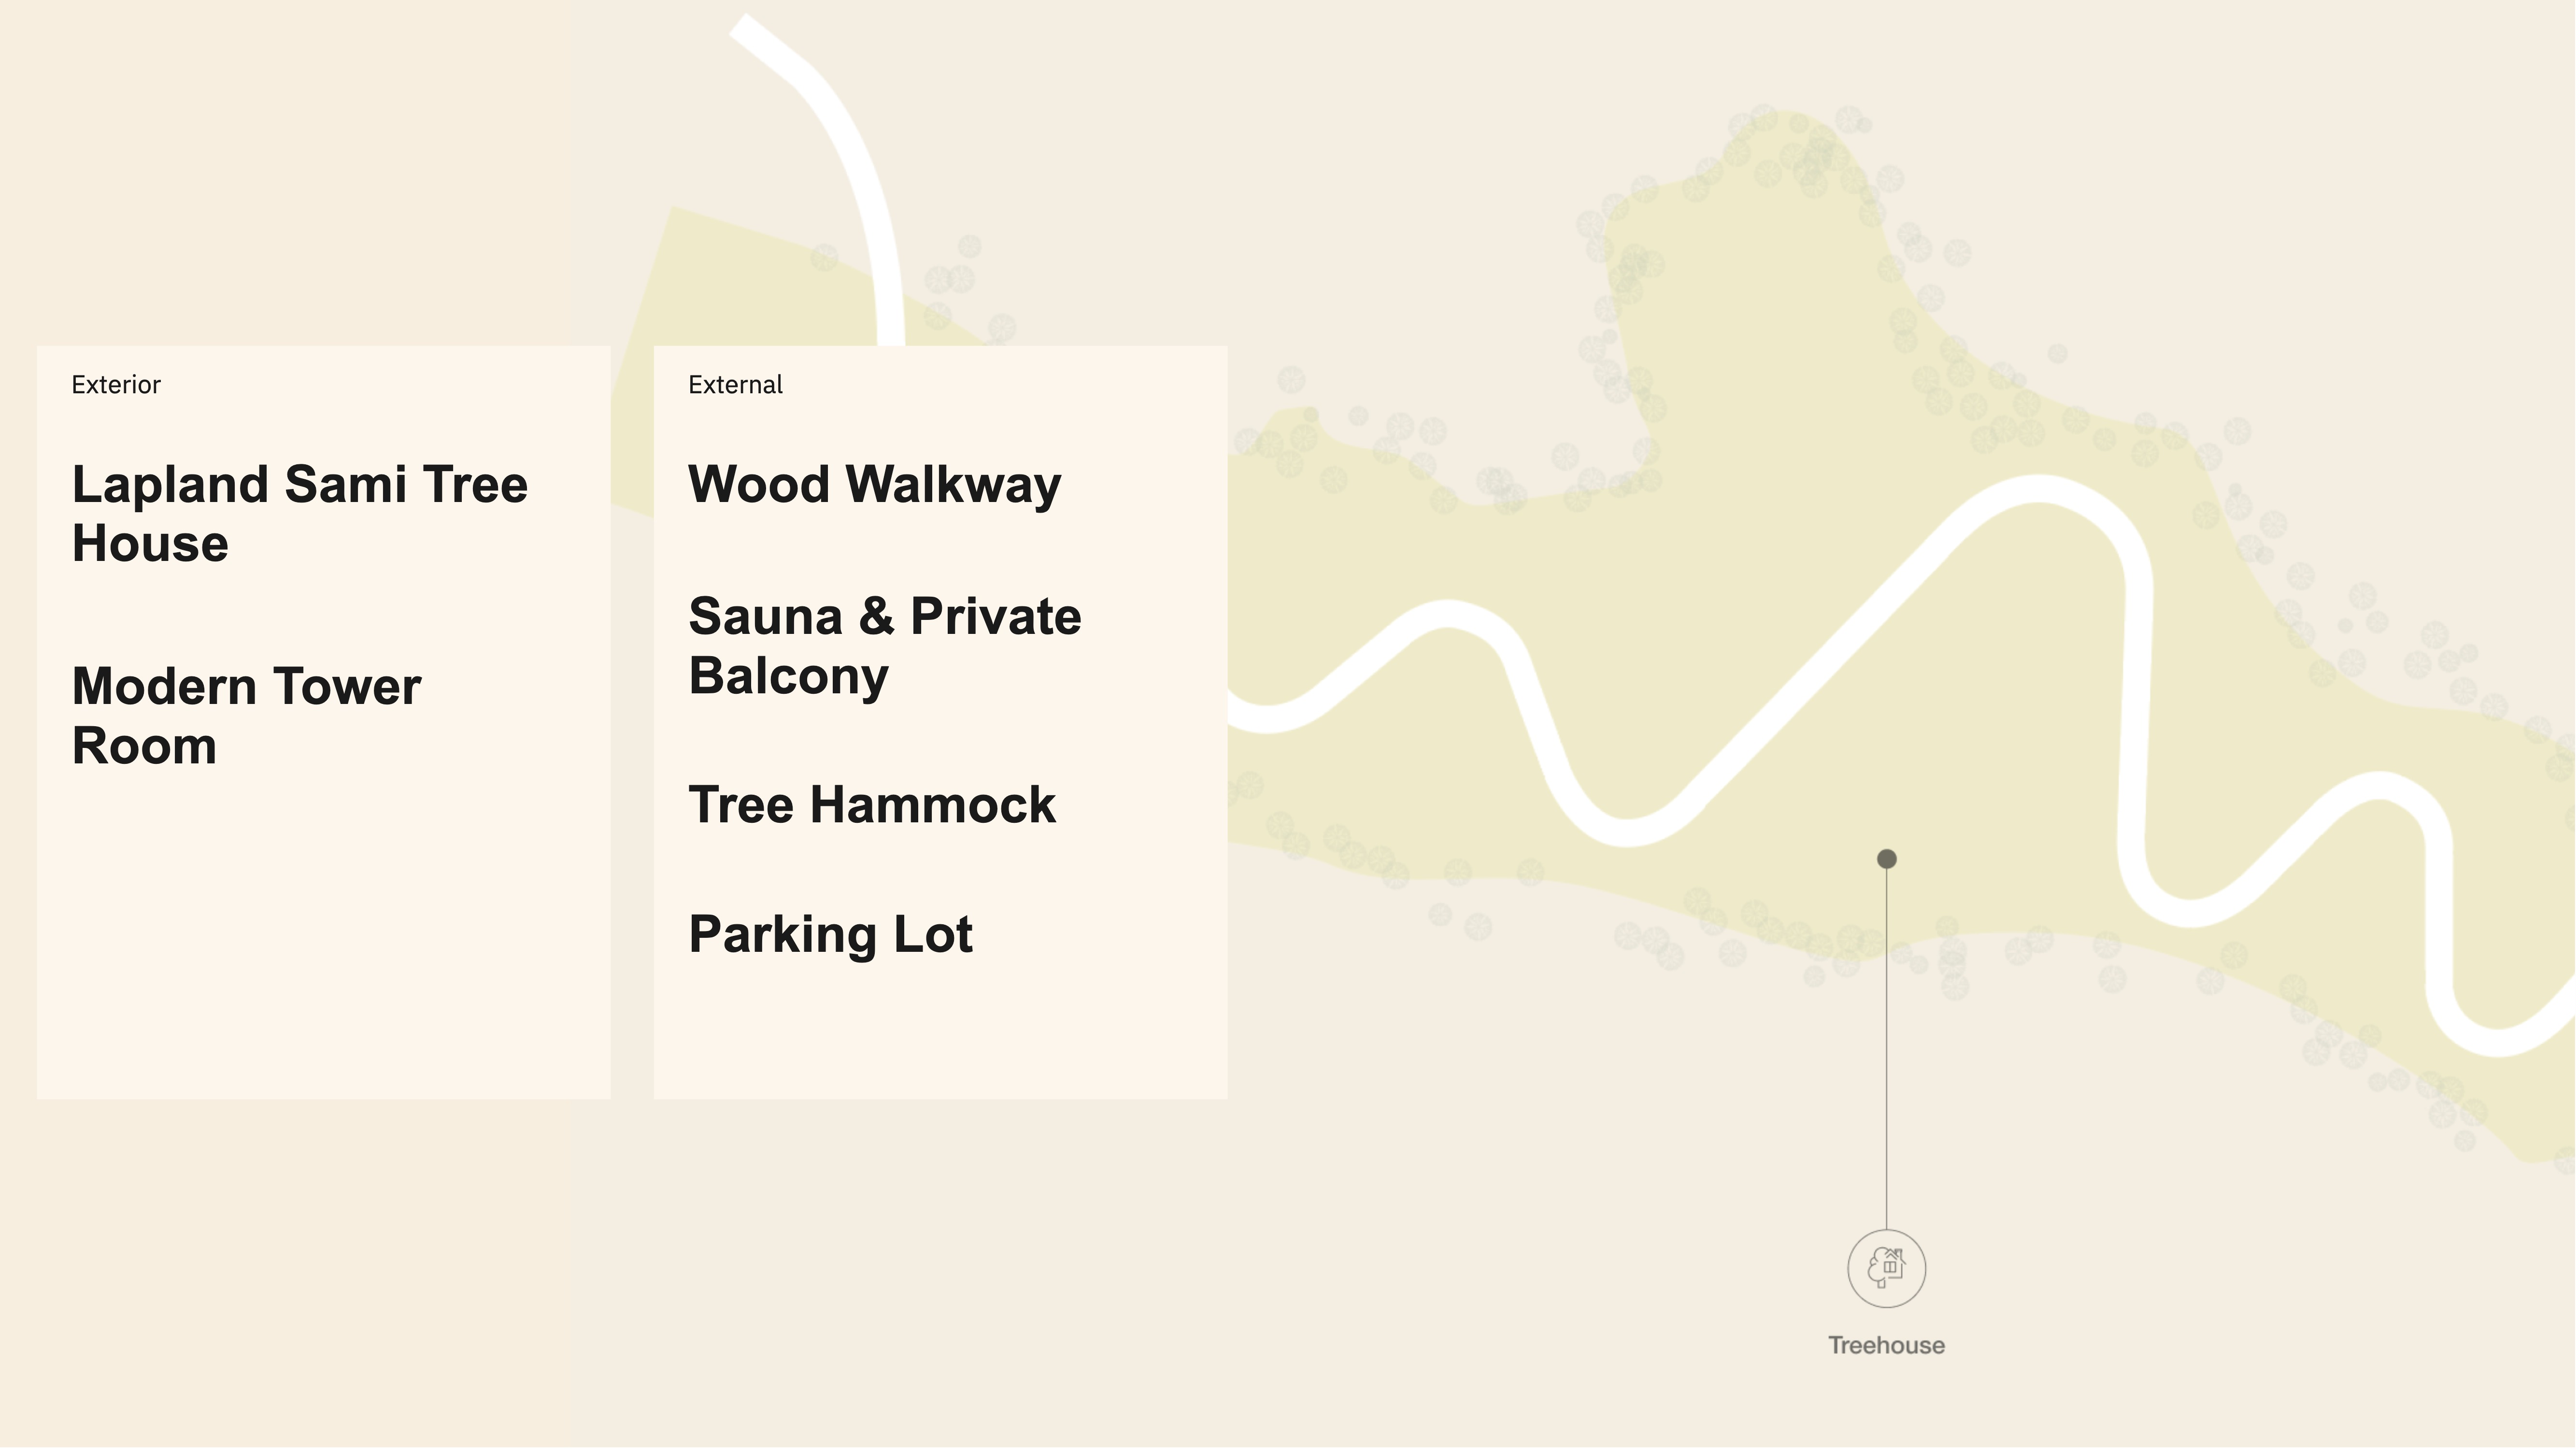 Exterior
Lapland Sami Tree
House
Modern Tower
Room
External
Wood Walkway
Sauna & Private
Balcony
Tree Hammock
Parking Lot
Treehouse